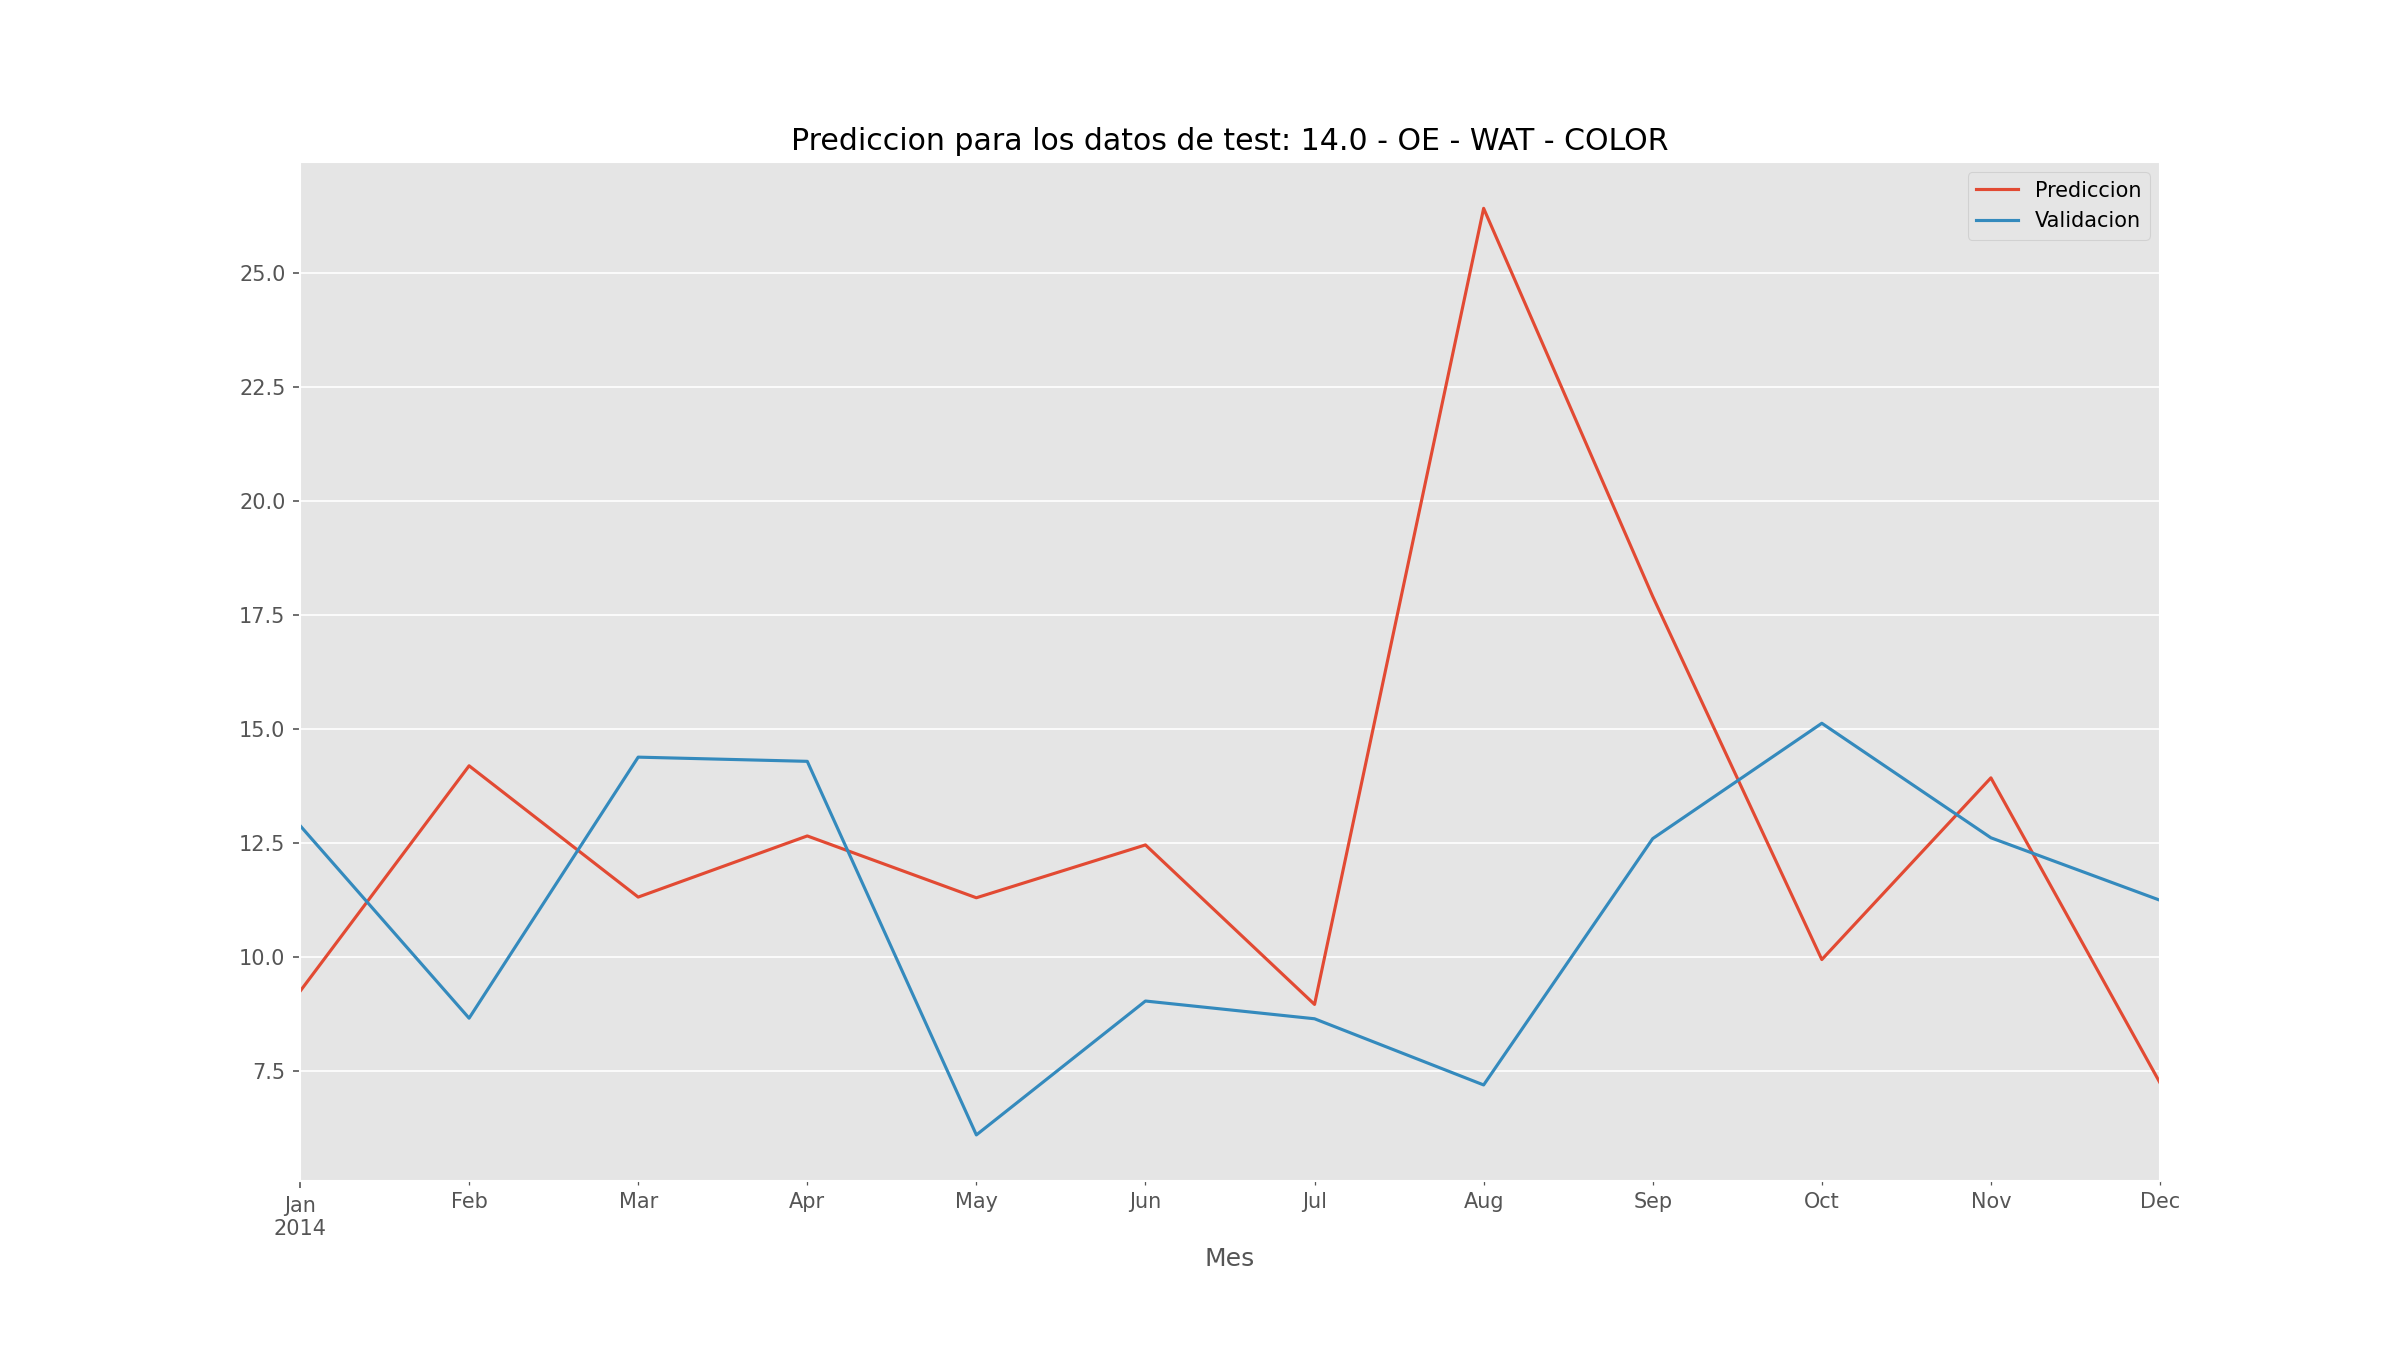 Prediccion para los datos de test: 14.0 - OE - WAT - COLOR
Prediccion
Validacion
25.0
22.5
20.0
17.5
15.0
12.5
10.0
7.5
Jan Feb Mar Apr May Jun Jul Aug Sep Oct Nov Dec
2014
Mes